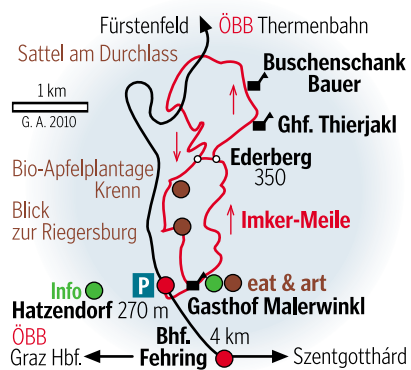 Fürstenfeld ÖBB Thermenbahn
Sattel am Durchlass
Buschenschank
Bauer
1 km
G. A. 2010
Ghf. Thierjakl
Ederberg
350
Bio-Apfelplantage
Krenn
Blick
zur Riegersburg
Imker-Meile
Info
P
eat & art
Hatzendorf 270 m
Gasthof Malerwinkl
ÖBB
Graz Hbf.
Bhf.
Fehring
4 km
Szentgotthárd